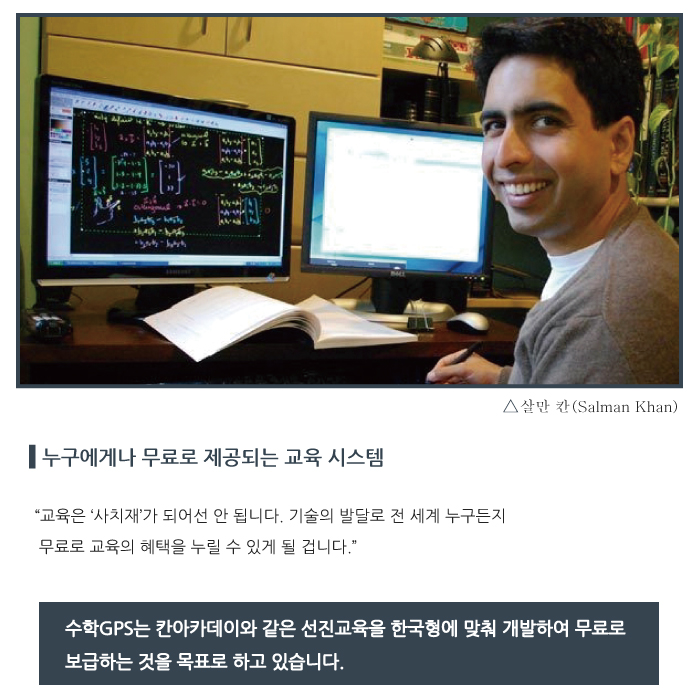 △살만 칸(Salman Khan)
누구에게나 무료로 제공되는 교육 시스템
“교육은 ‘사치재’가 되어선 안 됩니다. 기술의 발달로 전 세계 누구든지
무료로 교육의 혜택을 누릴 수 있게 될 겁니다.”
수학GPS는 칸아카데이와 같은 선진교육을 한국형에 맞춰 개발하여 무료로
보급하는 것을 목표로 하고 있습니다.